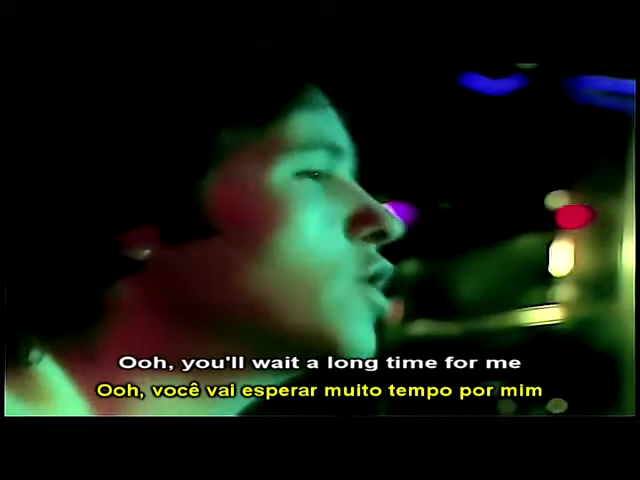 Ooh, you'll wait a long time for me
Ooh, você vai esperar muito tempo por mim